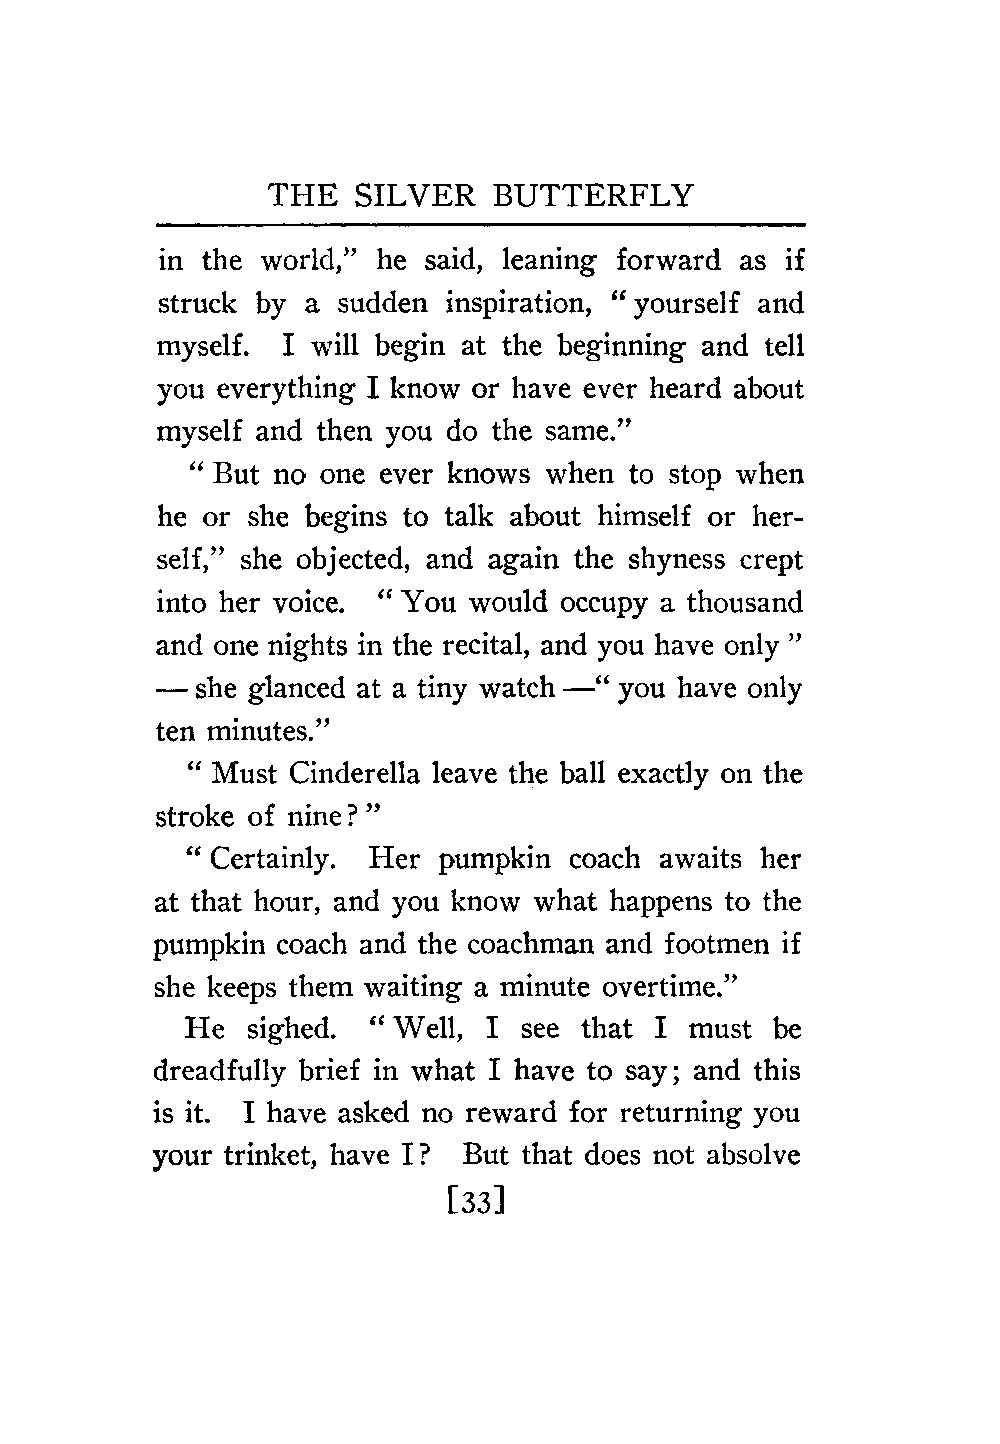 THE SILVER BUTTERFLY
in the world,” he said, leaning forward as if
struck by a sudden inspiration, “ yourself and
myself. I will begin at the beginning and tell
you everything I know or have ever heard about
myself and then you do the same.”
“ But no one ever knows when to stop when
he or she begins to talk about himself or her-
self,” she objected, and again the shyness crept
into her voice. “ You would occupy a thousand
and one nights in the recital, and you have only ”
— she glanced at a tiny watch —“ you have only
ten minutes.”
“ Must Cinderella leave the ball exactly on the
stroke of nine? ”
“ Certainly. Her pumpkin coach awaits her
at that hour, and you know what happens to the
pumpkin coach and the coachman and footmen if
she keeps them waiting a minute overtime.”
He sighed. “ Well, I see that I must be
dreadfully brief in what I have to say; and this
is it. I have asked no reward for returning you
your trinket, have I? But that does not absolve
[33]